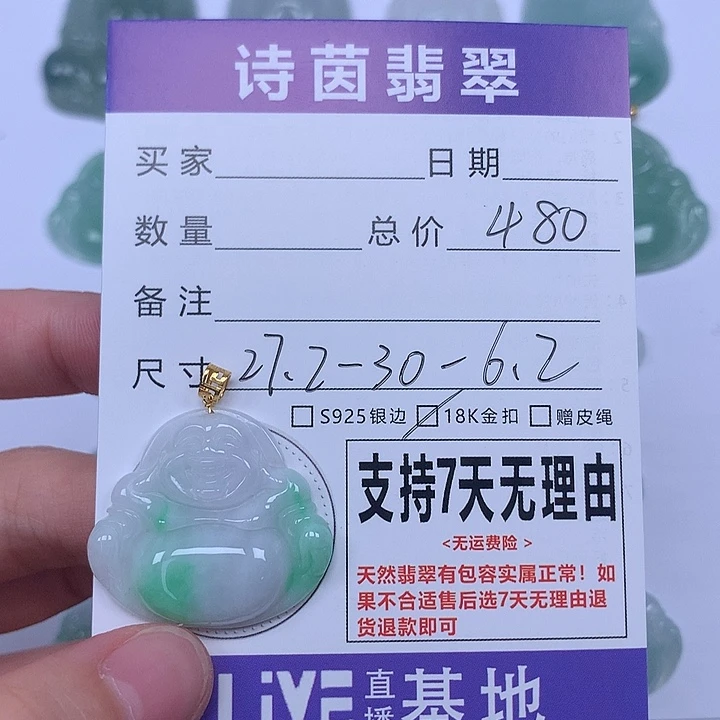 诗茵翡翠
买家 日期
数量 总价 480
备注
尺寸 27.2-30-6.2
S925银边 18K金扣 赠皮绳
支持7天无理由
<无运费险>
天然翡翠有包容实属正常！如
果不合适售后选7天无理由退
货退款即可
LiVE 直播 基地